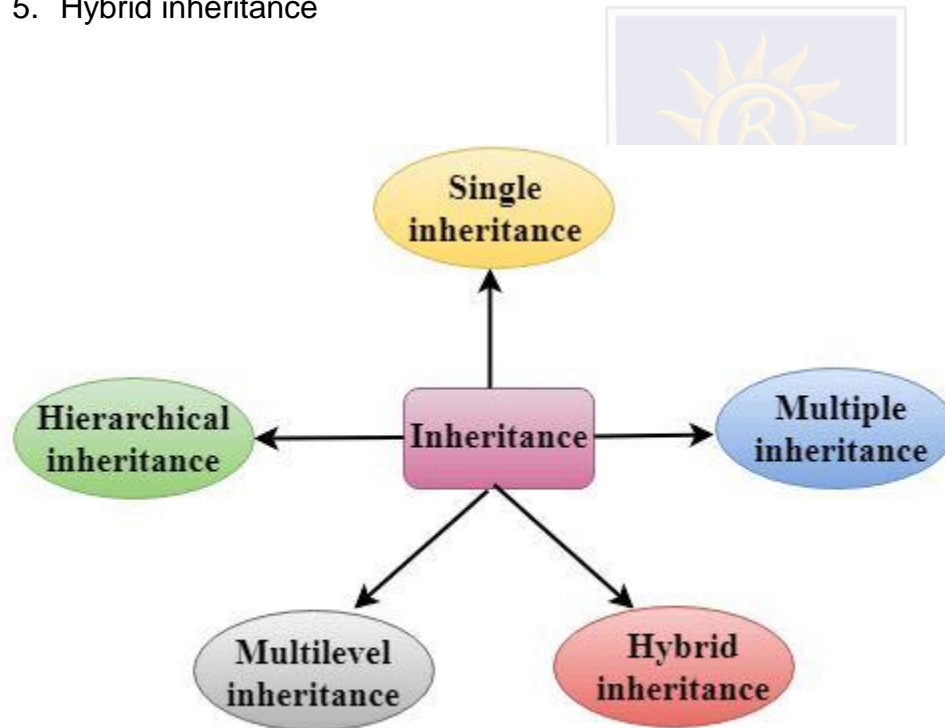 5. Hybrid inheritance
R
Single
inheritance
Hierarchical
inheritance
Inheritance
Multiple
inheritance
Multilevel
inheritance
Hybrid
inheritance